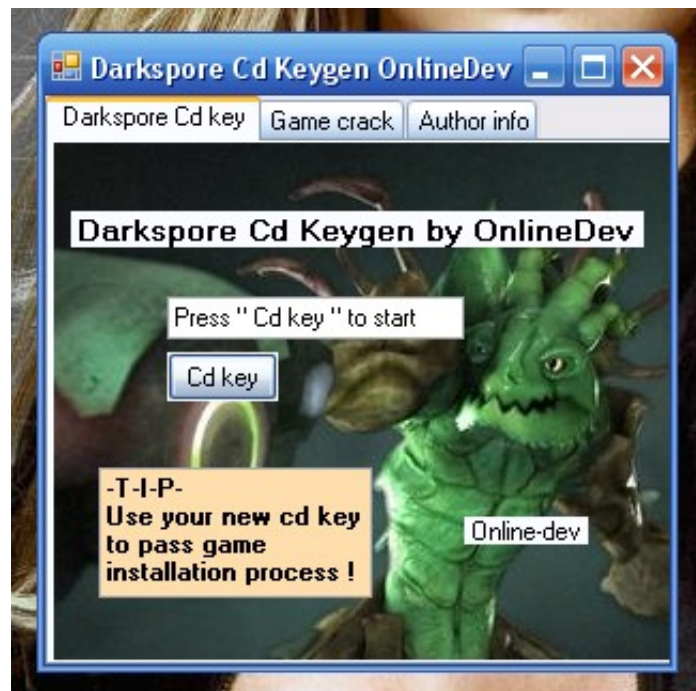 Darkspore Cd Keygen OnlineDev
Darkspore Cd key
Game crack
Author info
Darkspore Cd Keygen by OnlineDev
Press " Cd key " to start
Cd key
-T-I-P-
Use your new cd key
to pass game
installation process !
Online-dev